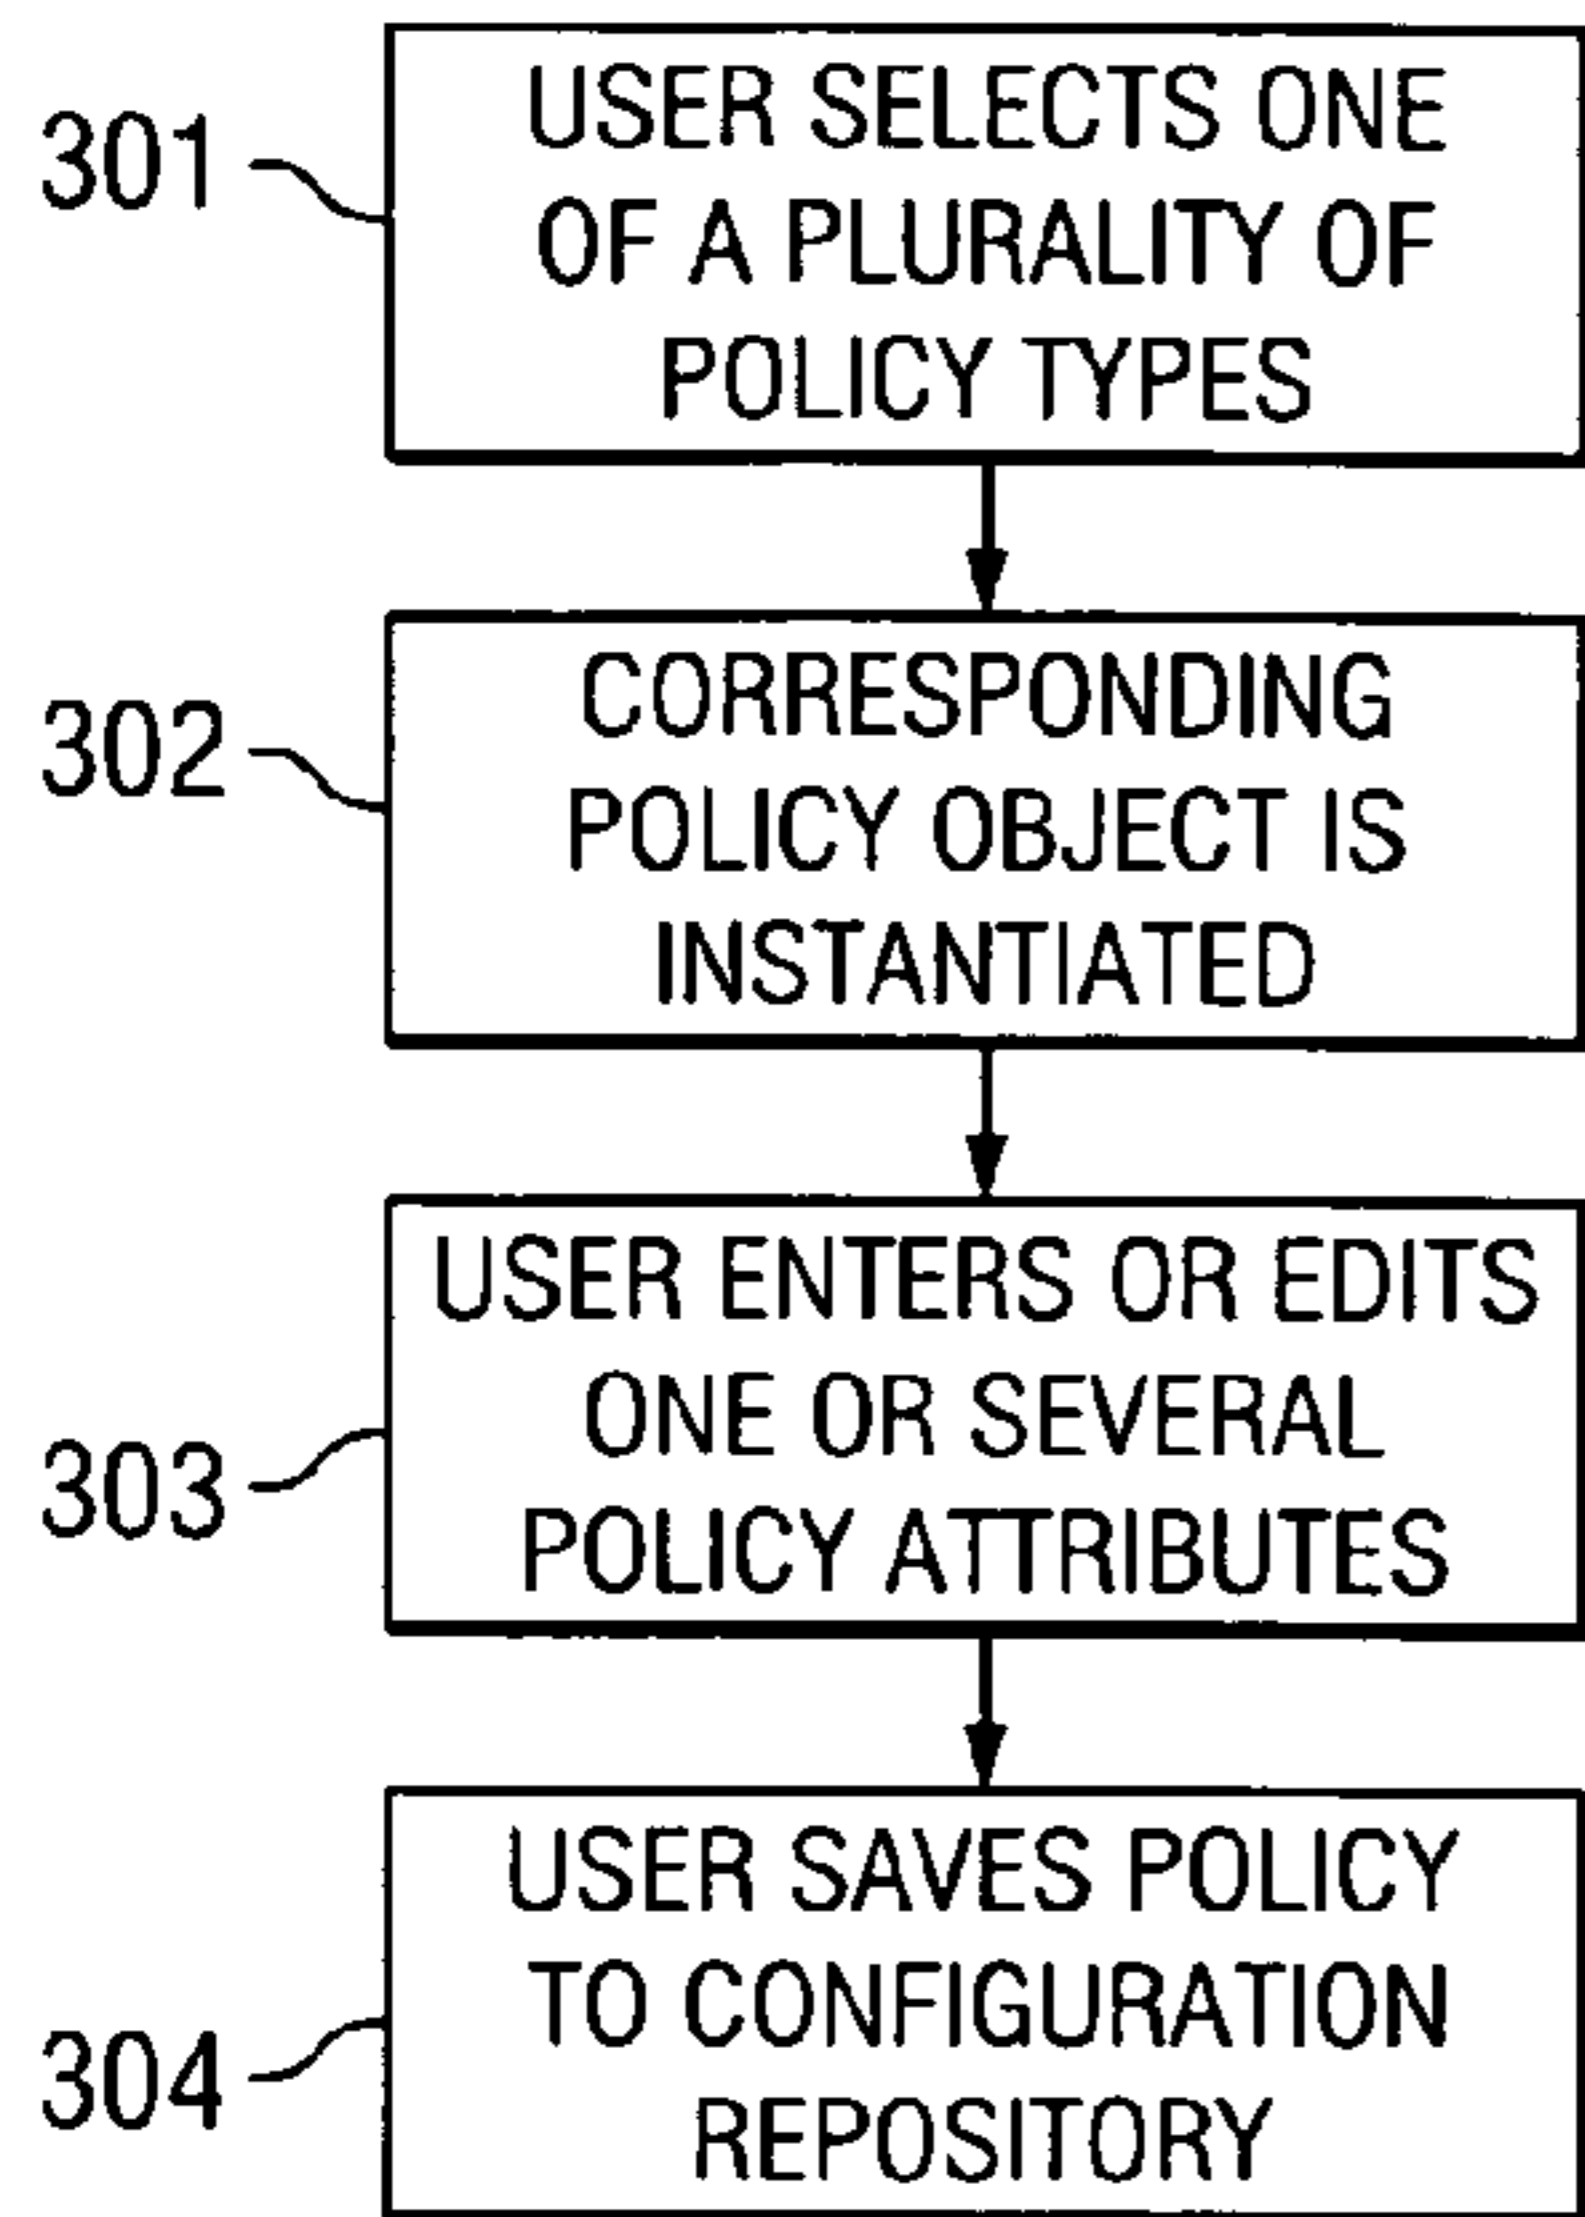 301
USER SELECTS ONE
OF A PLURALITY OF
POLICY TYPES
302
CORRESPONDING
POLICY OBJECT IS
INSTANTIATED
303
USER ENTERS OR EDITS
ONE OR SEVERAL
POLICY ATTRIBUTES
304
USER SAVES POLICY
TO CONFIGURATION
REPOSITORY